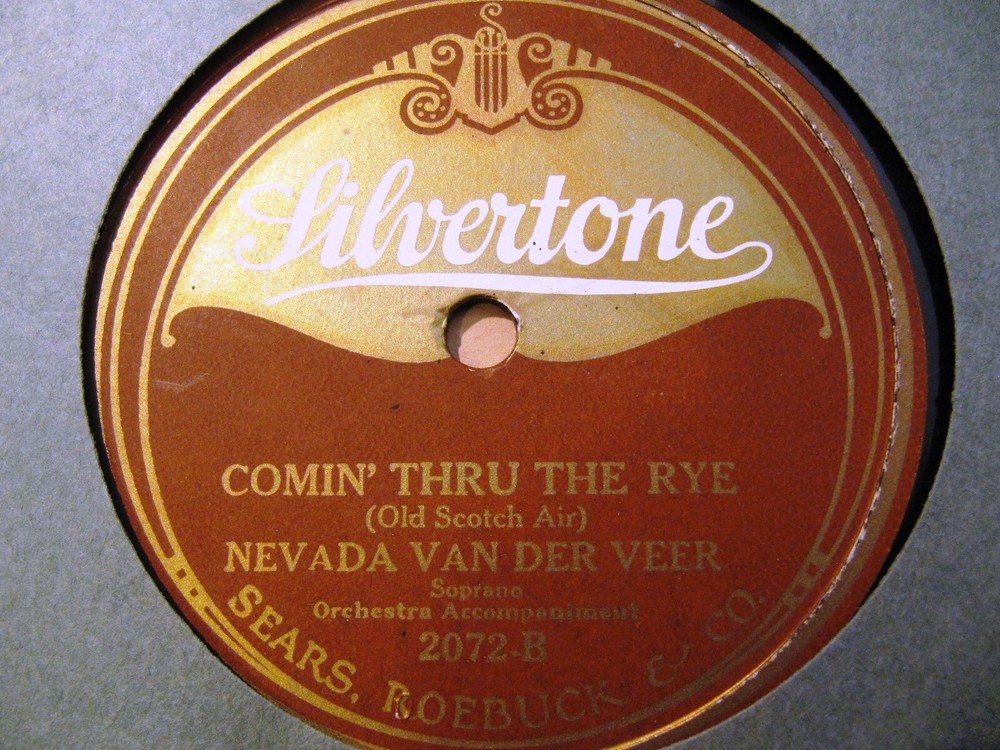 Silvertone
COMIN' THRU THE RYE
(Old Scotch Air)
NEVADA VAN DER VEER
Soprano
Orchestra Accompaniment
2072-B
SEARS, ROEBUCK & CO.